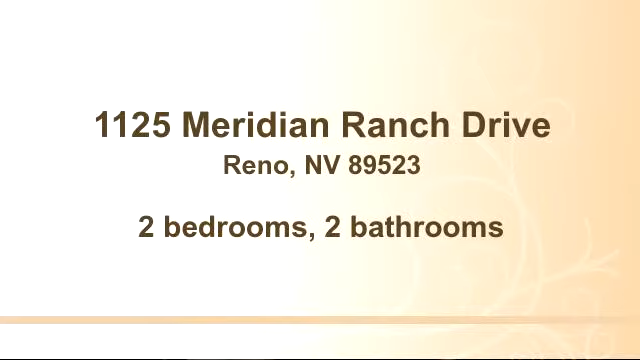 1125 Meridian Ranch Drive
Reno, NV 89523
2 bedrooms, 2 bathrooms